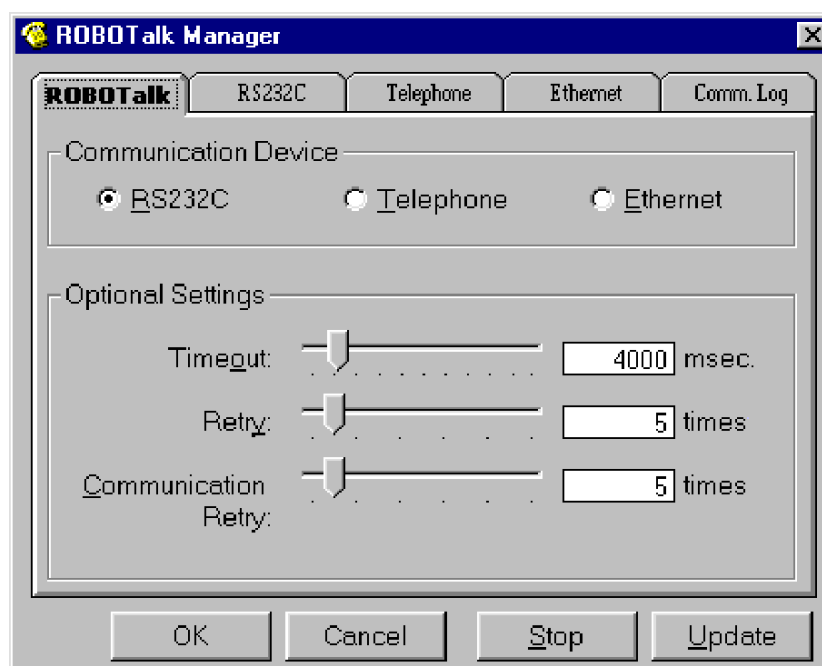 ROBOTalk Manager
ROBOTalk RS232C Telephone Ethernet Comm. Log
Communication Device
RS232C Telephone Ethernet
Optional Settings
Timeout: 4000 msec.
Retry: 5 times
Communication 5 times
Retry:
OK Cancel Stop Update